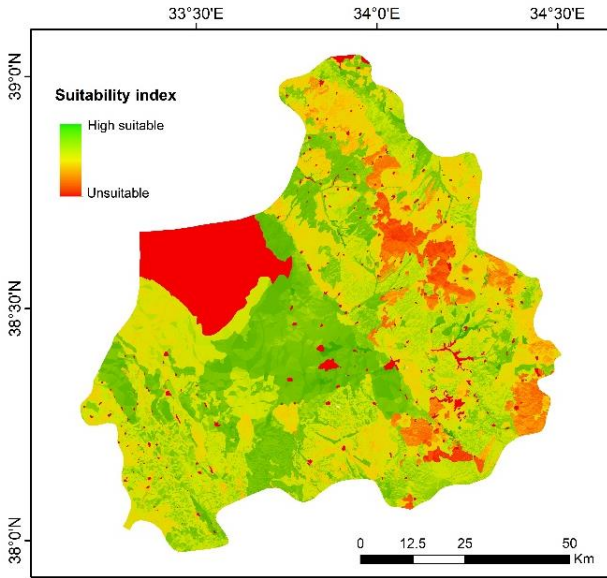 33°30'E 34°0'E 34°30'E
39°0'N
Suitability index
High suitable
Unsuitable
38°30'N
38°0'N
0 12.5 25 50
Km